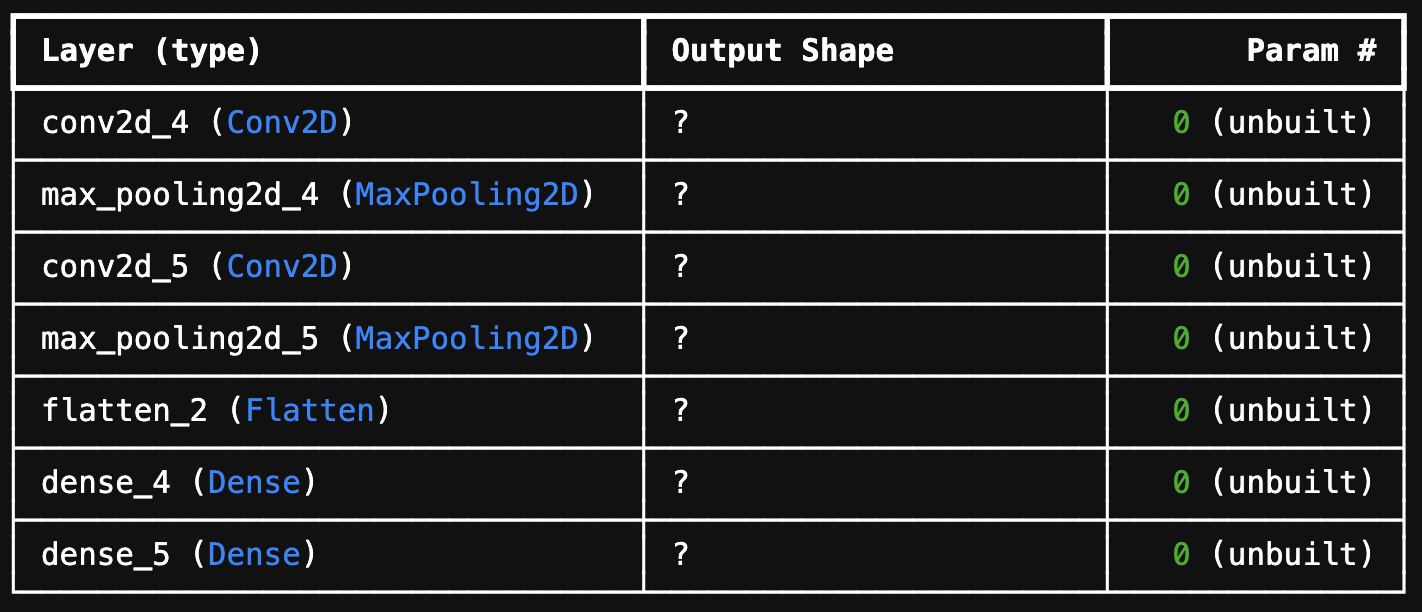 Layer (type) Output Shape Param #
conv2d_4 (Conv2D) ? 0 (unbuilt)
max_pooling2d_4 (MaxPooling2D) ? 0 (unbuilt)
conv2d_5 (Conv2D) ? 0 (unbuilt)
max_pooling2d_5 (MaxPooling2D) ? 0 (unbuilt)
flatten_2 (Flatten) ? 0 (unbuilt)
dense_4 (Dense) ? 0 (unbuilt)
dense_5 (Dense) ? 0 (unbuilt)